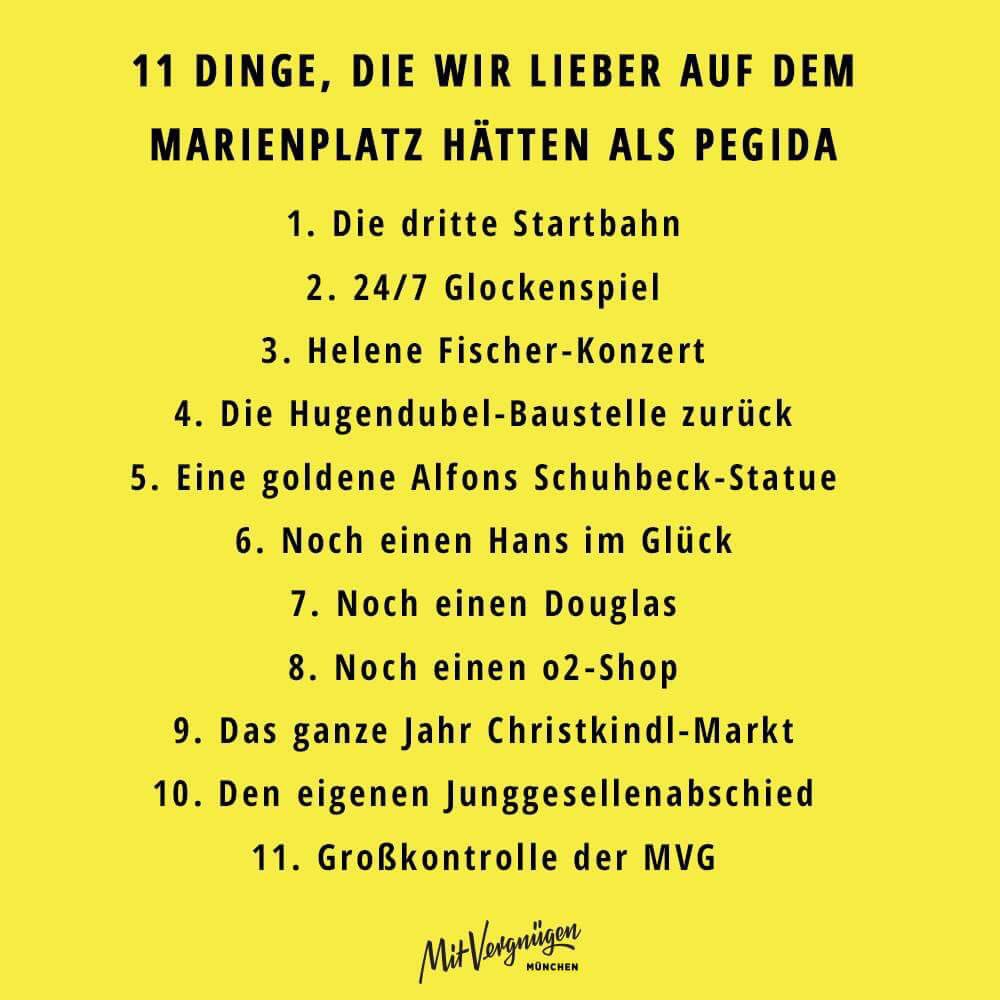 11 DINGE, DIE WIR LIEBER AUF DEM
MARIENPLATZ HÄTTEN ALS PEGIDA
1. Die dritte Startbahn
2. 24/7 Glockenspiel
3. Helene Fischer-Konzert
4. Die Hugendubel-Baustelle zurück
5. Eine goldene Alfons Schuhbeck-Statue
6. Noch einen Hans im Glück
7. Noch einen Douglas
8. Noch einen o2-Shop
9. Das ganze Jahr Christkindl-Markt
10. Den eigenen Junggesellenabschied
11. Großkontrolle der MVG
Mit Vergnügen
MÜNCHEN